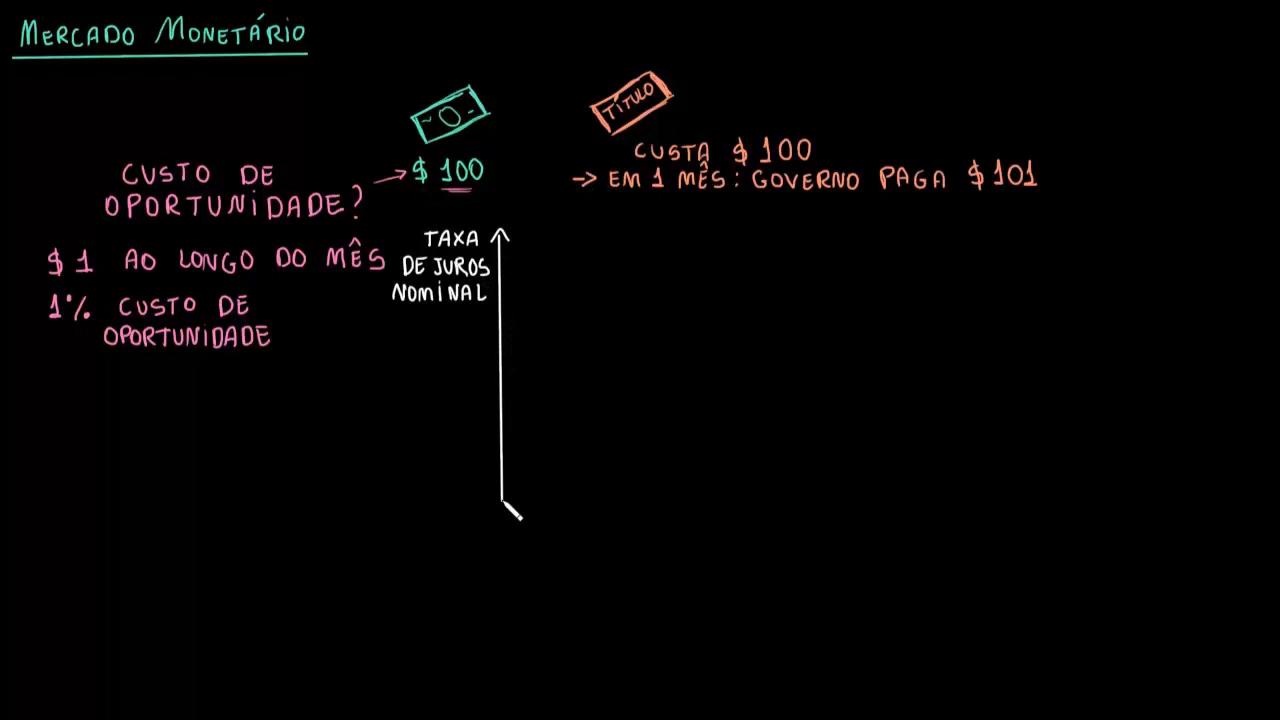 MERCADO MONETÁRIO
TÍTULO
CUSTA $ 100
→ EM 1 MÊS: GOVERNO PAGA $ 101
CUSTO DE
OPORTUNIDADE?
→ $ 100
$ 1 AO LONGO DO MÊS
1% CUSTO DE
OPORTUNIDADE
TAXA
DE JUROS
NOMINAL